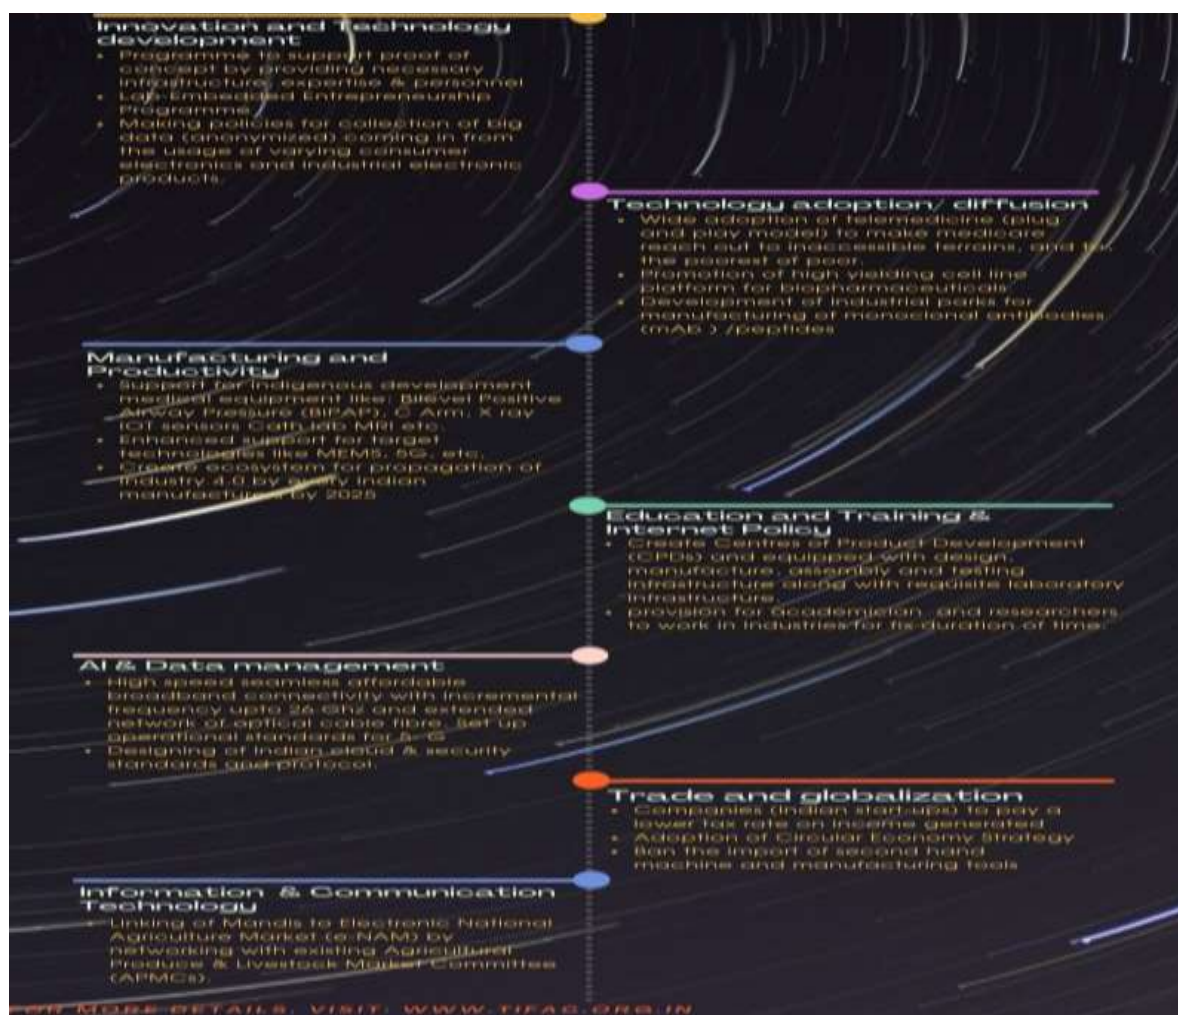 Innovation and Technology
development
• Programme to support proof of
concept by providing necessary
infrastructure, expertise & personnel
• Lab-Embedded Entrepreneurship
Programme
• Making policies for collection of big
data (anonymized) coming in from
the usage of varying consumer
electronics and industrial electronic
products.
Technology adoption/ diffusion
• Wide adoption of telemedicine (plug
and play model) to make medicare
reach out to inaccessible terrains, and to
the poorest of poor.
• Promotion of high yielding cell line
Platform for biopharmaceuticals
• Development of industrial parks for
manufacturing of monoclonal antibodies
(mAb ) /peptides
Manufacturing and
Productivity
• Support for indigenous development
medical equipment like: Bilevel Positive
Airway Pressure (BIPAP), C Arm, X ray
IOT sensors Cath lab MRI etc.
• Enhanced support for target
technologies like MEMS, 5G, etc.
• Create ecosystem for propagation of
Industry 4.0 by every Indian
manufacturer by 2025
Education and Training &
Internet Policy
• Create Centres of Product Development
(CPDs) and equipped with design,
manufacture, assembly and testing
infrastructure along with requisite laboratory
infrastructure
• provision for academician, and researchers
to work in Industries for fix duration of time.
AI & Data management
• High speed seamless affordable
broadband connectivity with incremental
frequency upto 26 Ghz and extended
network of optical cable fibre. Set up
operational standards for 5 G
• Designing of Indian cloud & security
standards and protocol.
Trade and globalization
• Companies (Indian start-ups) to pay a
lower tax rate on income generated
• Adoption of Circular Economy Strategy
• Ban the import of second hand
machine and manufacturing tools
Information & Communication
Technology
• Linking of Mandis to Electronic National
Agriculture Market (e-NAM) by
networking with existing Agricultural
Produce & Livestock Market Committee
(APMCs).
FOR MORE DETAILS, VISIT: WWW.TIFAC.ORG.IN